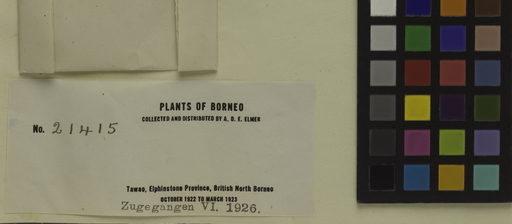 PLANTS OF BORNEO
COLLECTED AND DISTRIBUTED BY A. D. E. ELMER
No. 21415
Tawao, Elphinstone Province, British North Borneo
OCTOBER 1922 TO MARCH 1923
Zugegangen VI. 1926.